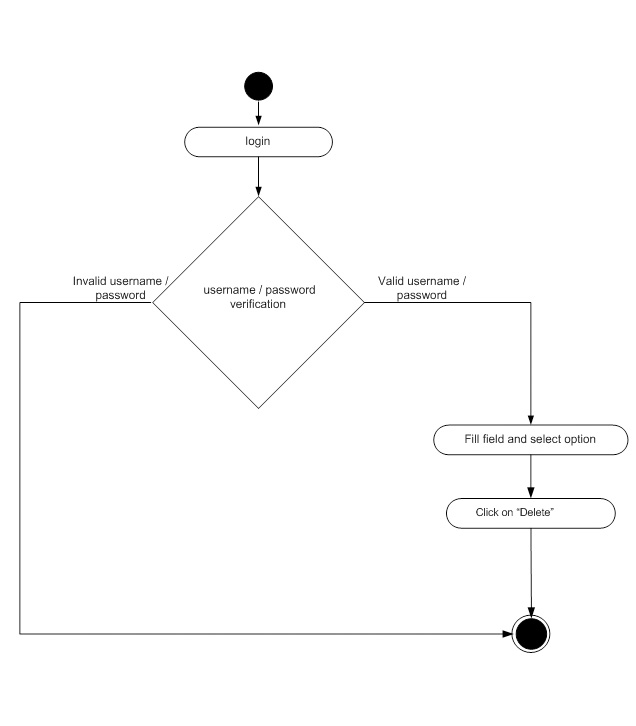 login
Invalid username /
password
username / password
verification
Valid username /
password
Fill field and select option
Click on “Delete”